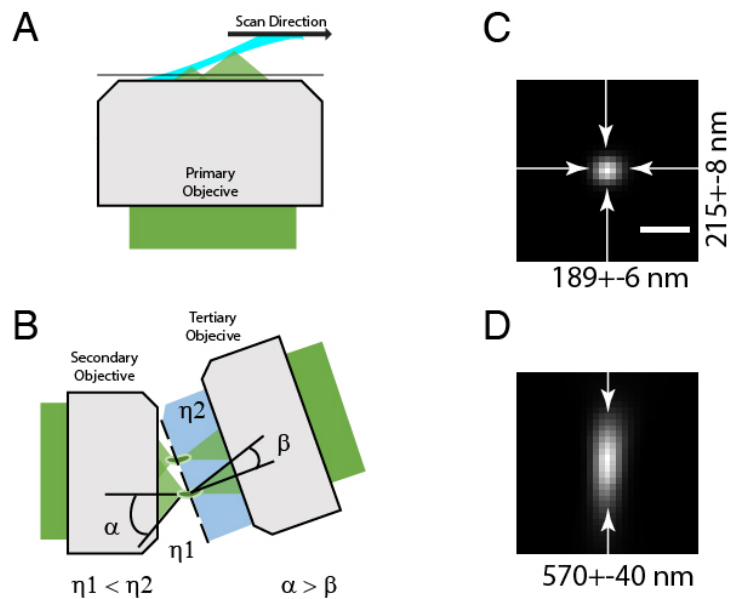 A
Scan Direction
Primary
Objecive
B
Secondary
Objective
Tertiary
Objecive
η2
β
α
η1
η1 < η2
α > β
C
215+-8 nm
189+-6 nm
D
570+-40 nm